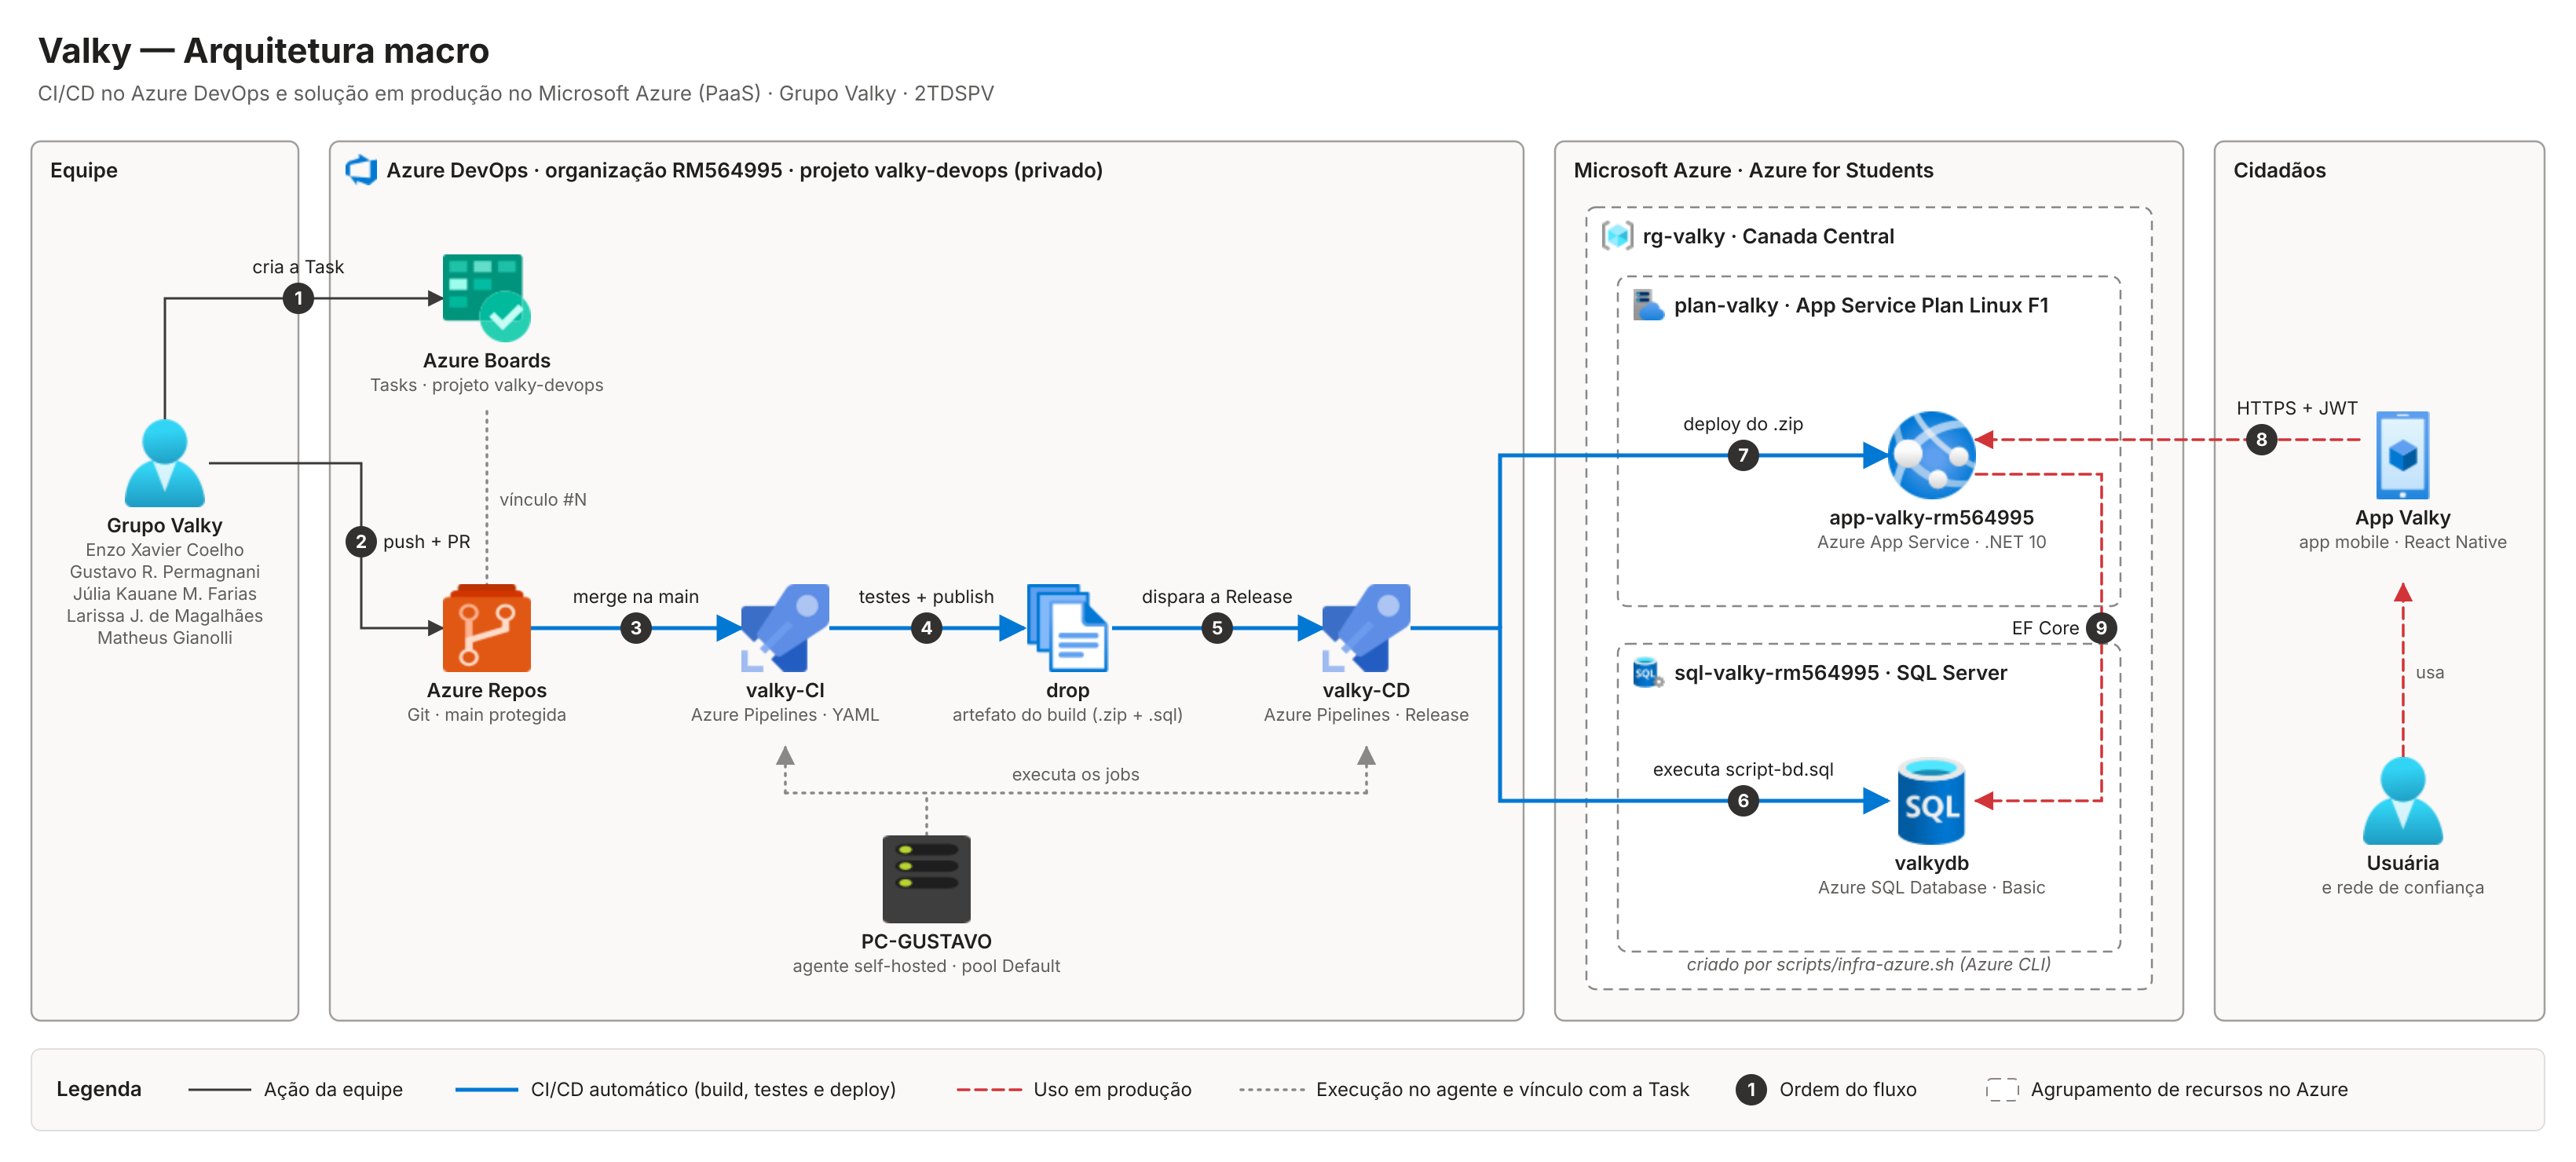 Valky — Arquitetura macro
CI/CD no Azure DevOps e solução em produção no Microsoft Azure (PaaS) · Grupo Valky · 2TDSPV
Equipe
cria a Task
1
Grupo Valky
Enzo Xavier Coelho
Gustavo R. Permagnani
Júlia Kauane M. Farias
Larissa J. de Magalhães
Matheus Gianolli
Azure DevOps · organização RM564995 · projeto valky-devops (privado)
Azure Boards
Tasks · projeto valky-devops
vínculo #N
2
push + PR
Azure Repos
Git · main protegida
merge na main
3
valky-CI
Azure Pipelines · YAML
testes + publish
4
drop
artefato do build (.zip + .sql)
dispara a Release
5
valky-CD
Azure Pipelines · Release
executa os jobs
PC-GUSTAVO
agente self-hosted · pool Default
Microsoft Azure · Azure for Students
rg-valky · Canada Central
plan-valky · App Service Plan Linux F1
deploy do .zip
7
app-valky-rm564995
Azure App Service · .NET 10
EF Core
9
sql-valky-rm564995 · SQL Server
executa script-bd.sql
6
SQL
SQL
valkydb
Azure SQL Database · Basic
criado por scripts/infra-azure.sh (Azure CLI)
Cidadãos
HTTPS + JWT
8
App Valky
app mobile · React Native
usa
Usuária
e rede de confiança
Legenda
Ação da equipe
CI/CD automático (build, testes e deploy)
Uso em produção
Execução no agente e vínculo com a Task
1
Ordem do fluxo
Agrupamento de recursos no Azure